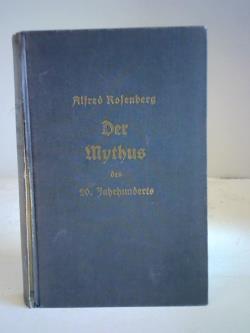 Alfred Rosenberg
Der
Mythus
des
20. Jahrhunderts